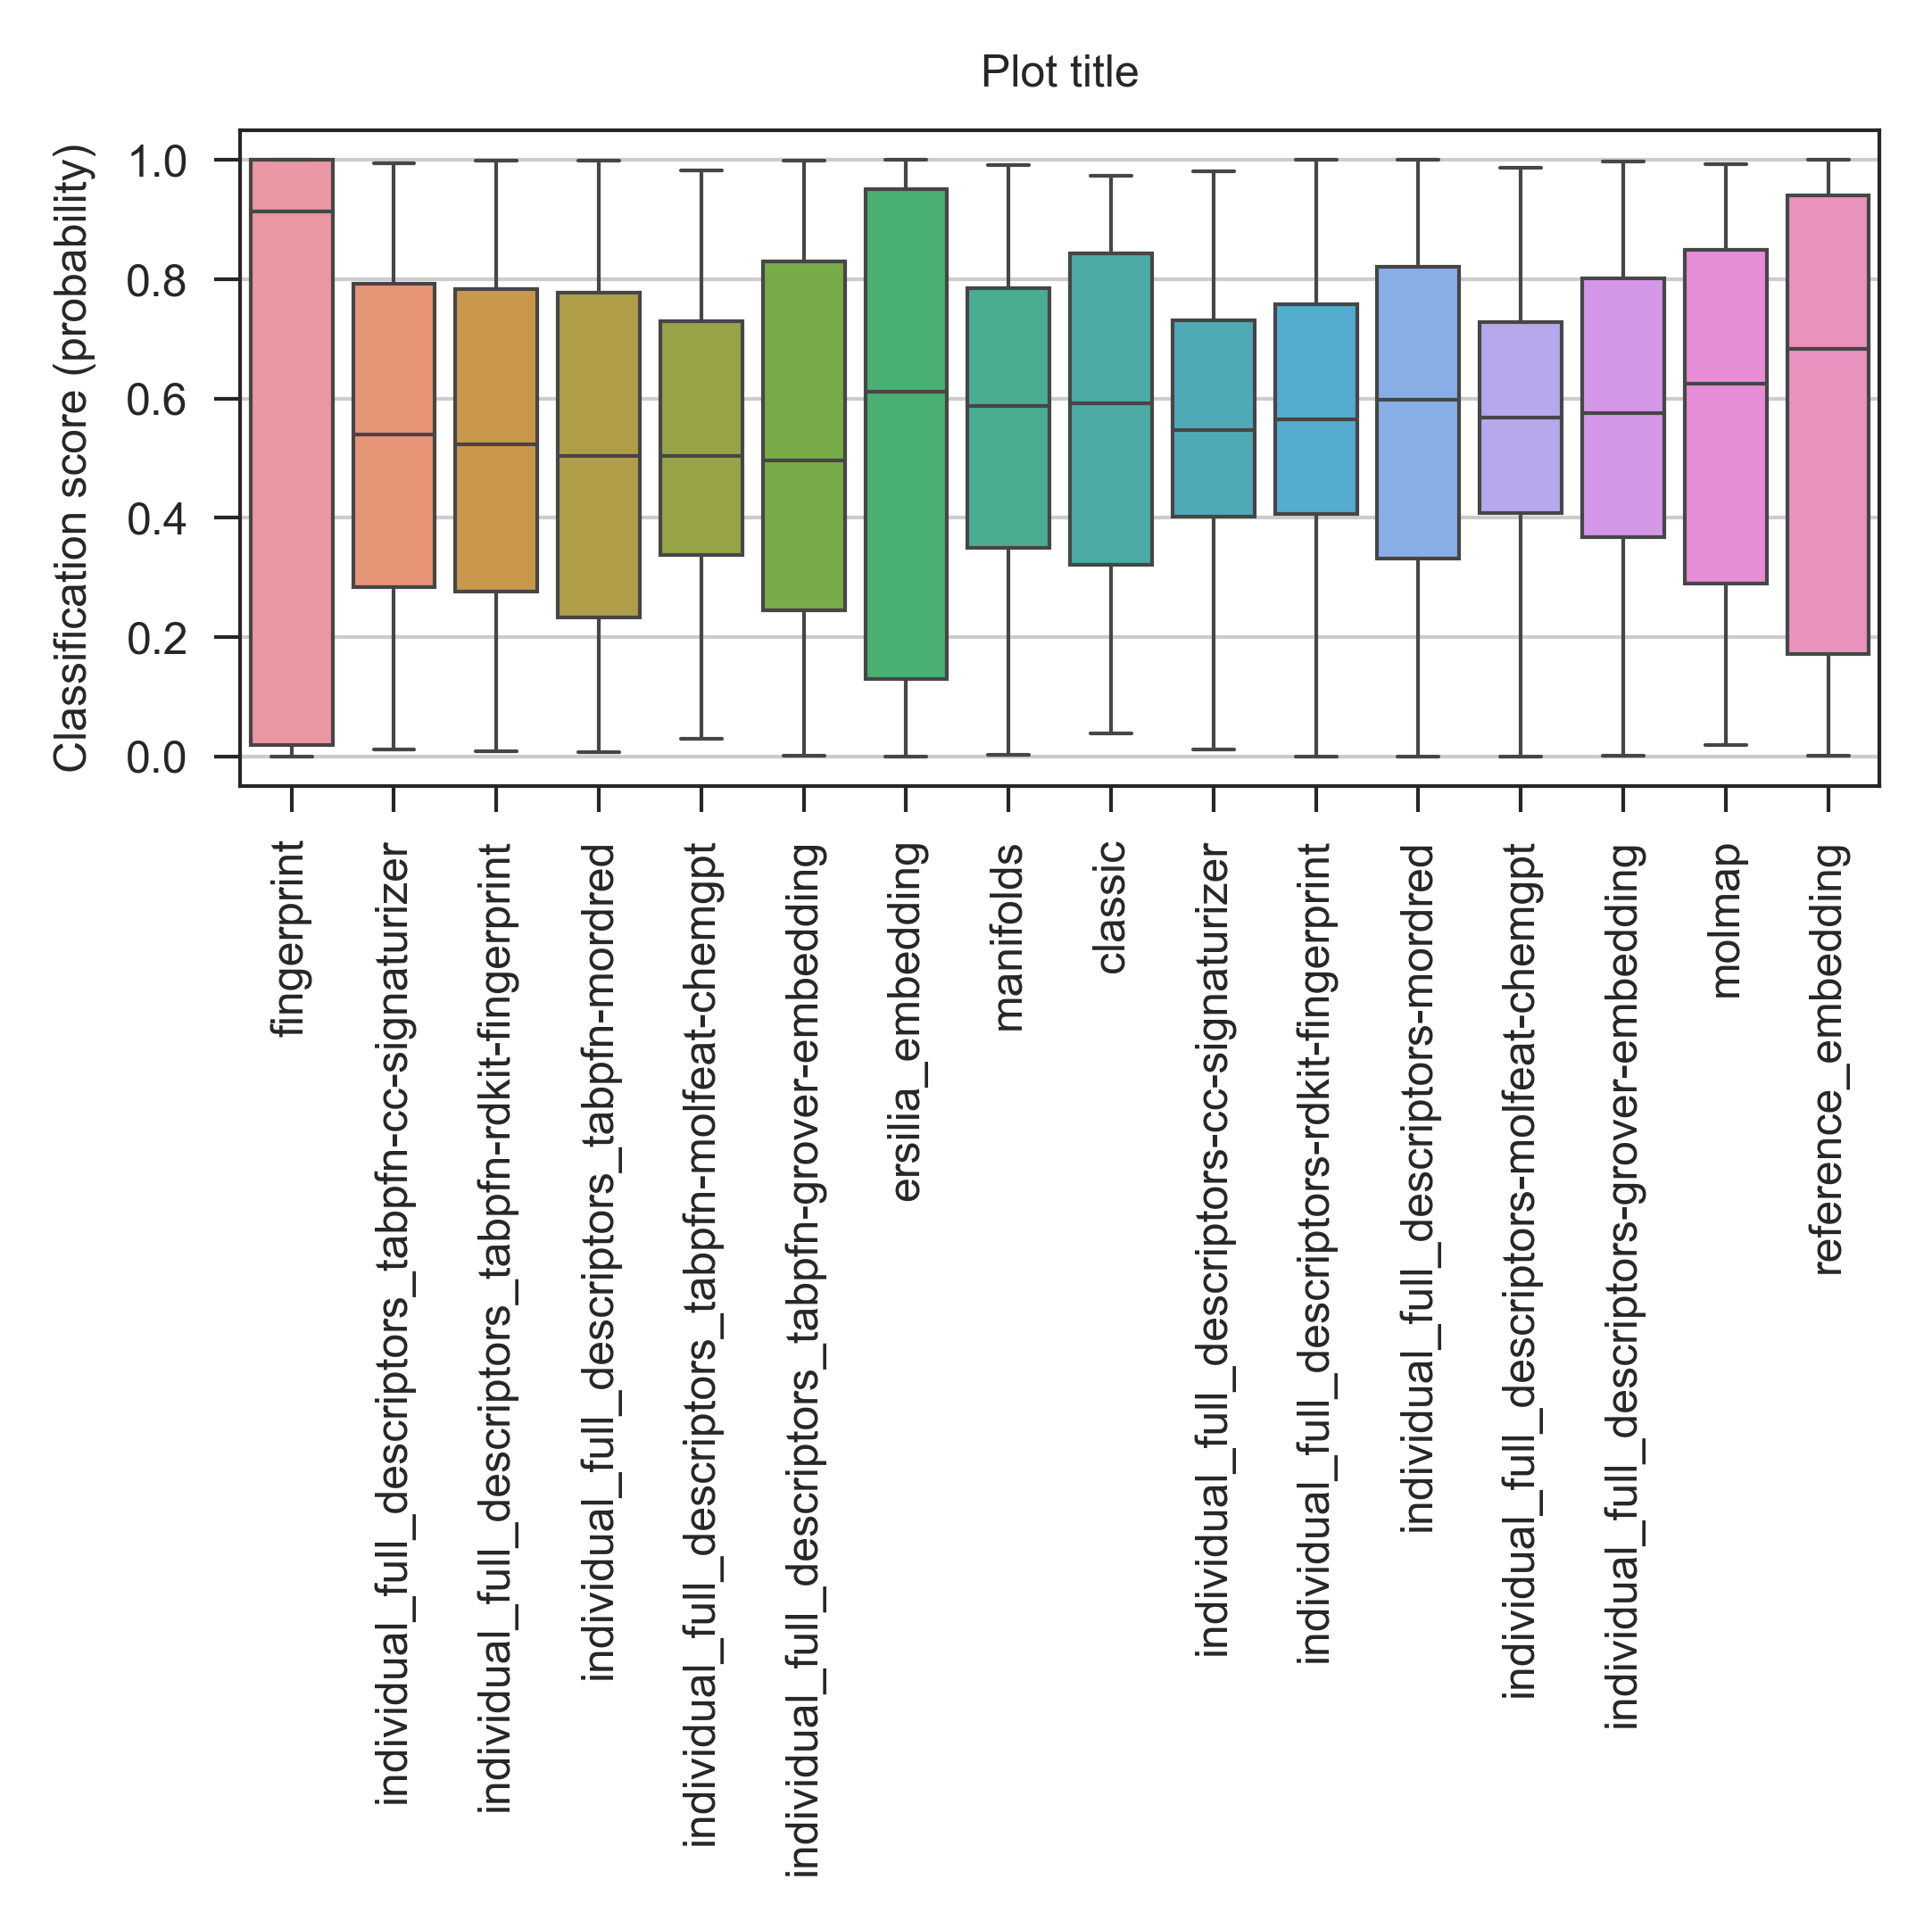 Plot title
Classification score (probability)
1.0
0.8
0.6
0.4
0.2
0.0
fingerprint
individual_full_descriptors_tabpfn-cc-signaturizer
individual_full_descriptors_tabpfn-rdkit-fingerprint
individual_full_descriptors_tabpfn-mordred
individual_full_descriptors_tabpfn-molfeat-chemgpt
individual_full_descriptors_tabpfn-grover-embedding
ersilia_embedding
manifolds
classic
individual_full_descriptors-cc-signaturizer
individual_full_descriptors-rdkit-fingerprint
individual_full_descriptors-mordred
individual_full_descriptors-molfeat-chemgpt
individual_full_descriptors-grover-embedding
molmap
reference_embedding